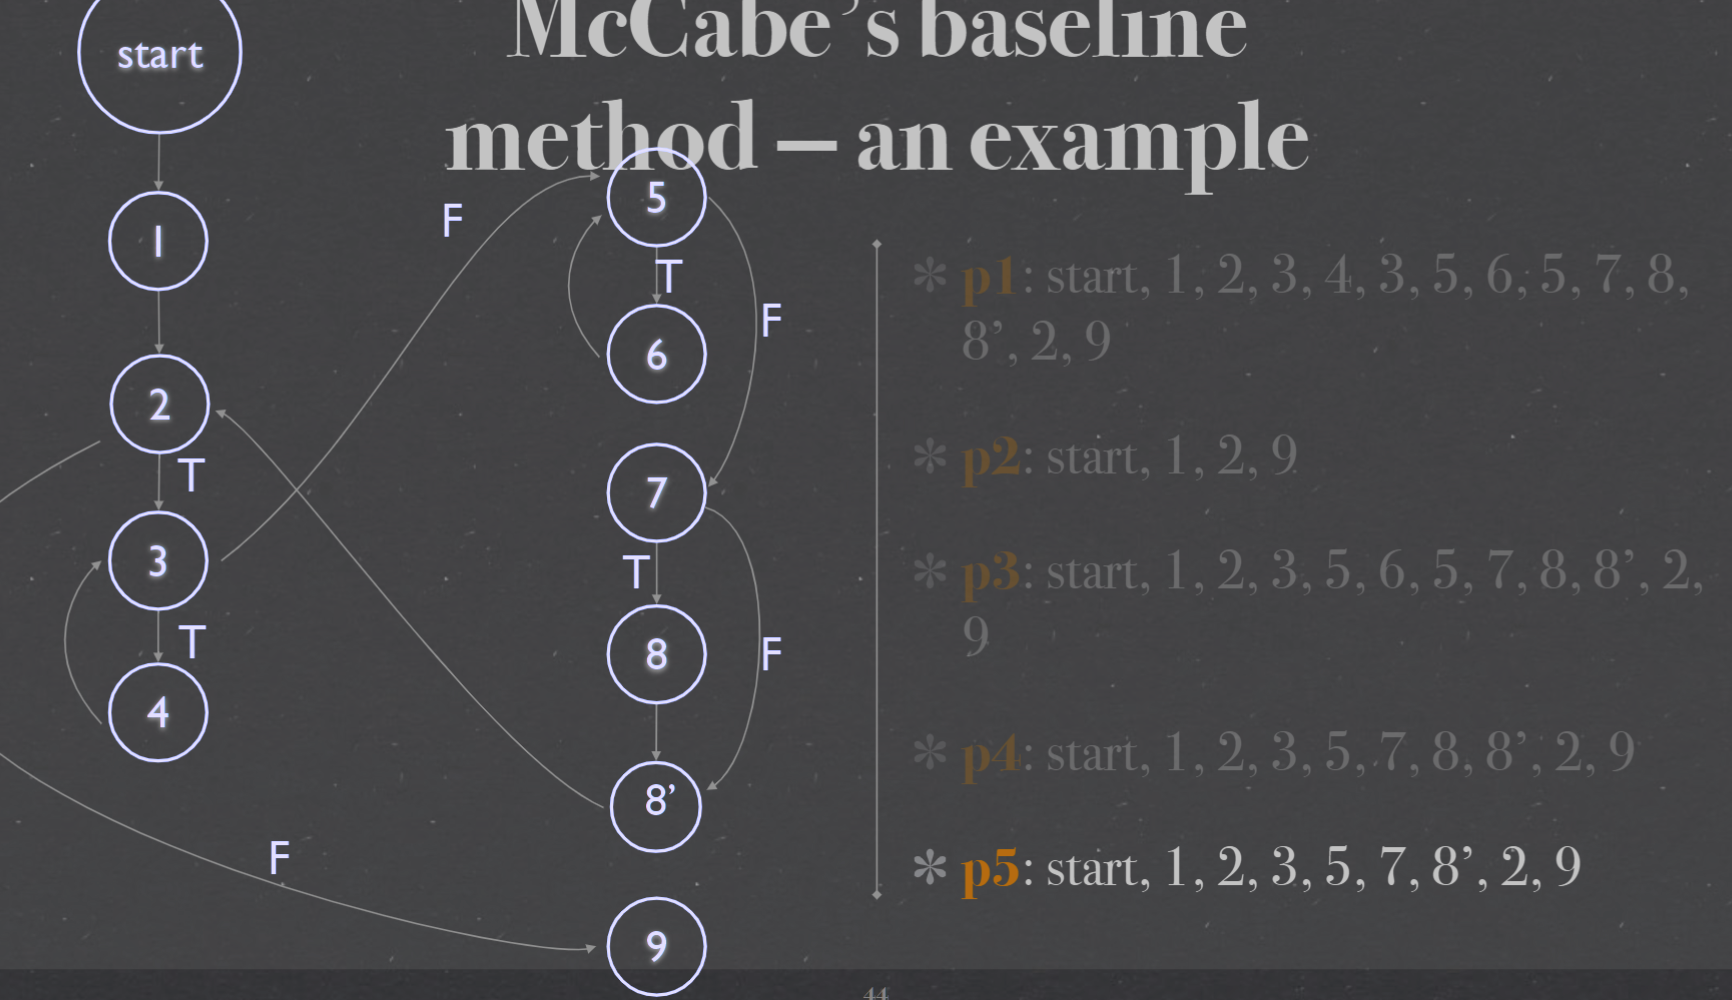 McCabe’s baseline
method – an example
start
1
2
T
3
T
4
F
5
T
F
6
7
T
8
F
8’
F
9
* p1: start, 1, 2, 3, 4, 3, 5, 6, 5, 7, 8,
8’, 2, 9
* p2: start, 1, 2, 9
* p3: start, 1, 2, 3, 5, 6, 5, 7, 8, 8’, 2,
9
* p4: start, 1, 2, 3, 5, 7, 8, 8’, 2, 9
* p5: start, 1, 2, 3, 5, 7, 8’, 2, 9
44